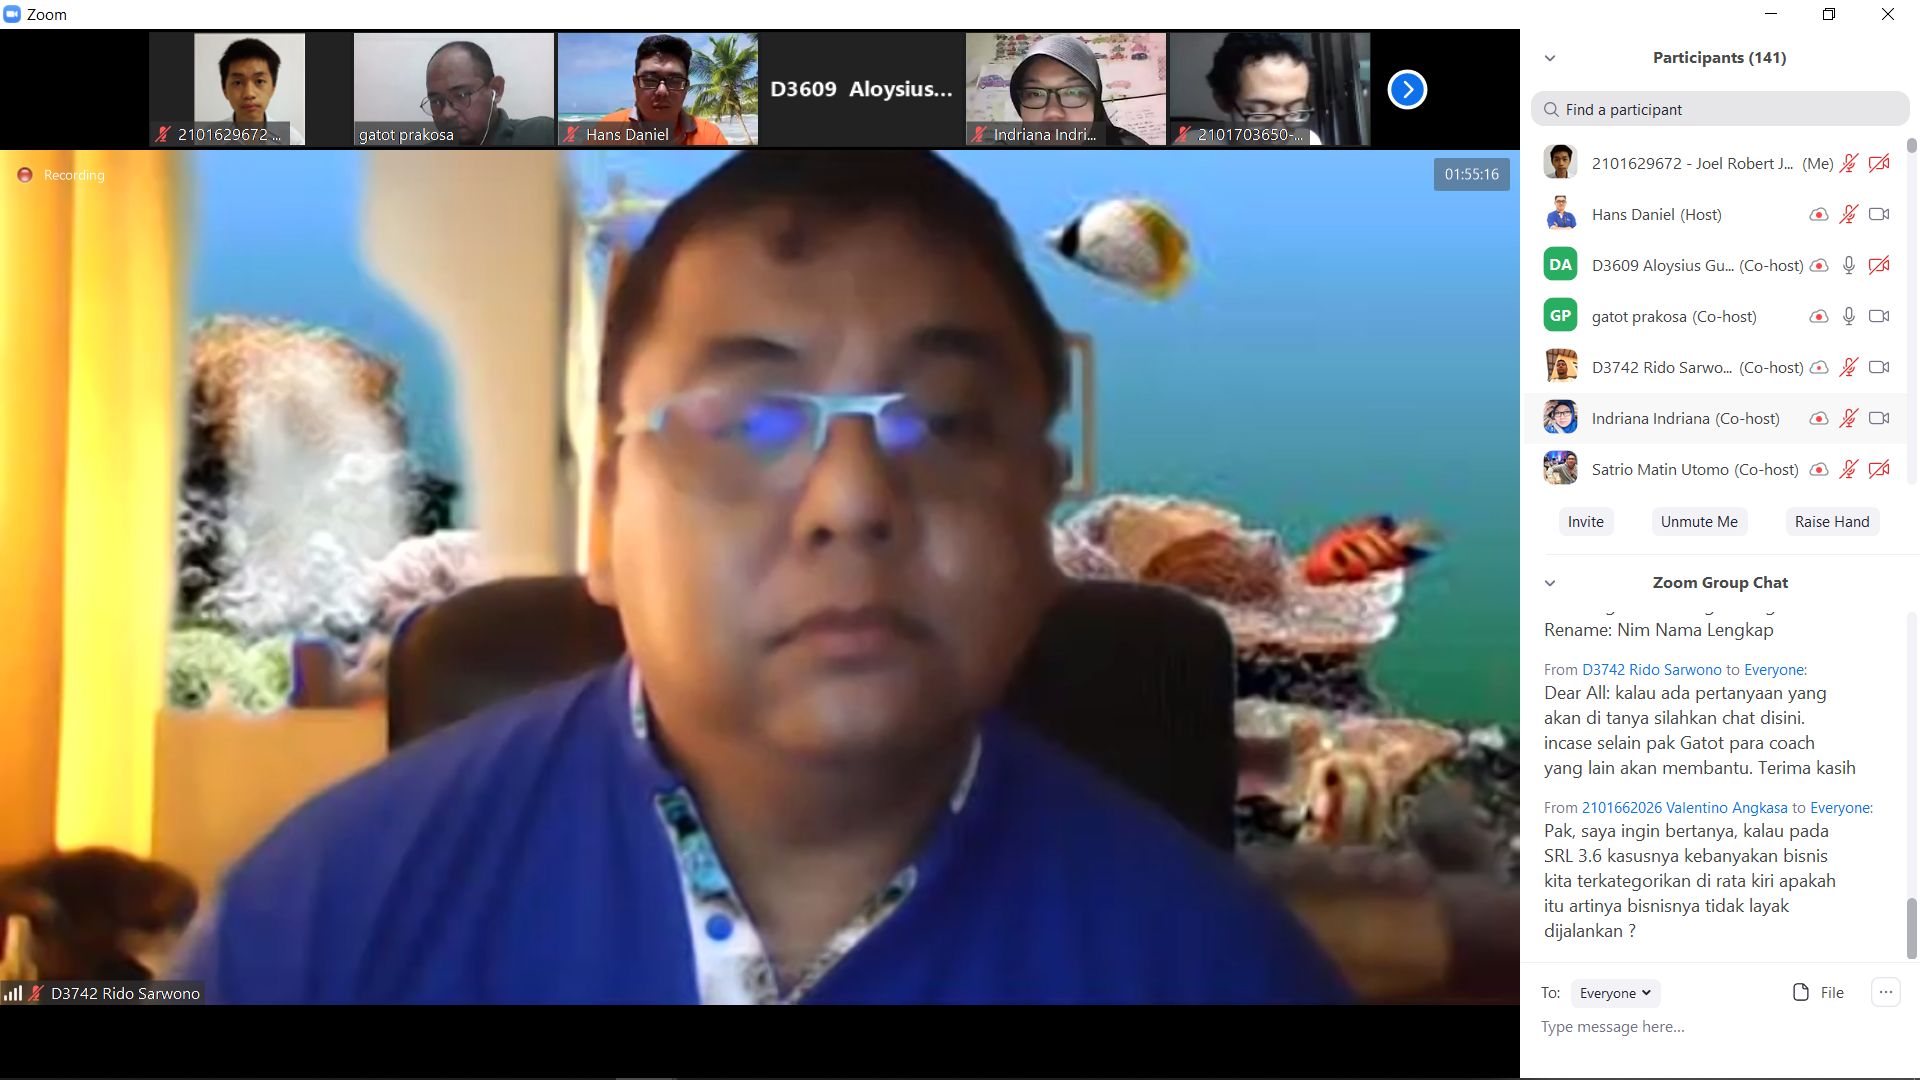 Zoom
2101629672 ...
gatot prakosa
Hans Daniel
D3609 Aloysius...
Indriana Indri...
2101703650-...
Recording
01:55:16
D3742 Rido Sarwono
Participants (141)
Find a participant
2101629672 - Joel Robert J... (Me)
Hans Daniel (Host)
DA
D3609 Aloysius Gu... (Co-host)
GP
gatot prakosa (Co-host)
D3742 Rido Sarwo... (Co-host)
Indriana Indriana (Co-host)
Satrio Matin Utomo (Co-host)
Invite
Unmute Me
Raise Hand
Zoom Group Chat
Rename: Nim Nama Lengkap
From D3742 Rido Sarwono to Everyone:
Dear All: kalau ada pertanyaan yang
akan di tanya silahkan chat disini.
incase selain pak Gatot para coach
yang lain akan membantu. Terima kasih
From 2101662026 Valentino Angkasa to Everyone:
Pak, saya ingin bertanya, kalau pada
SRL 3.6 kasusnya kebanyakan bisnis
kita terkategorikan di rata kiri apakah
itu artinya bisnisnya tidak layak
dijalankan ?
To: Everyone
File
...
Type message here...